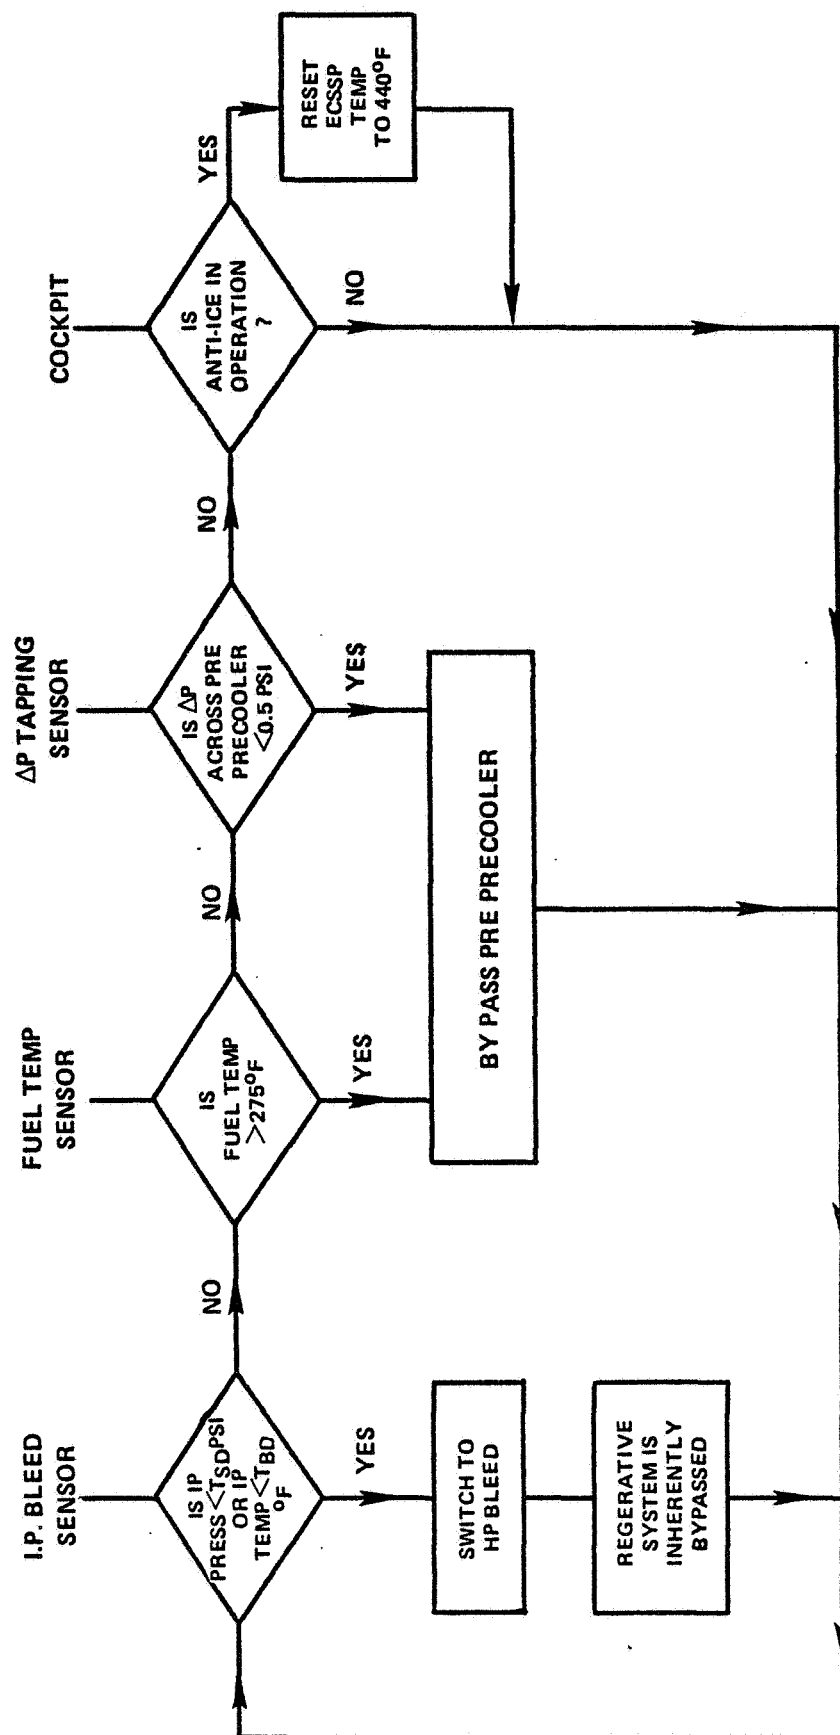 I.P. BLEED
SENSOR
IS IP
PRESS <TSDPSI
OR IP
TEMP <TBD
°F
NO
YES
SWITCH TO
HP BLEED
REGERATIVE
SYSTEM IS
INHERENTLY
BYPASSED
FUEL TEMP
SENSOR
IS
FUEL TEMP
>275°F
NO
YES
BY PASS PRE PRECOOLER
ΔP TAPPING
SENSOR
IS ΔP
ACROSS PRE
PRECOOLER
<0.5 PSI
NO
YES
COCKPIT
IS
ANTI-ICE IN
OPERATION
?
YES
NO
RESET
ECSSP
TEMP
TO 440°F